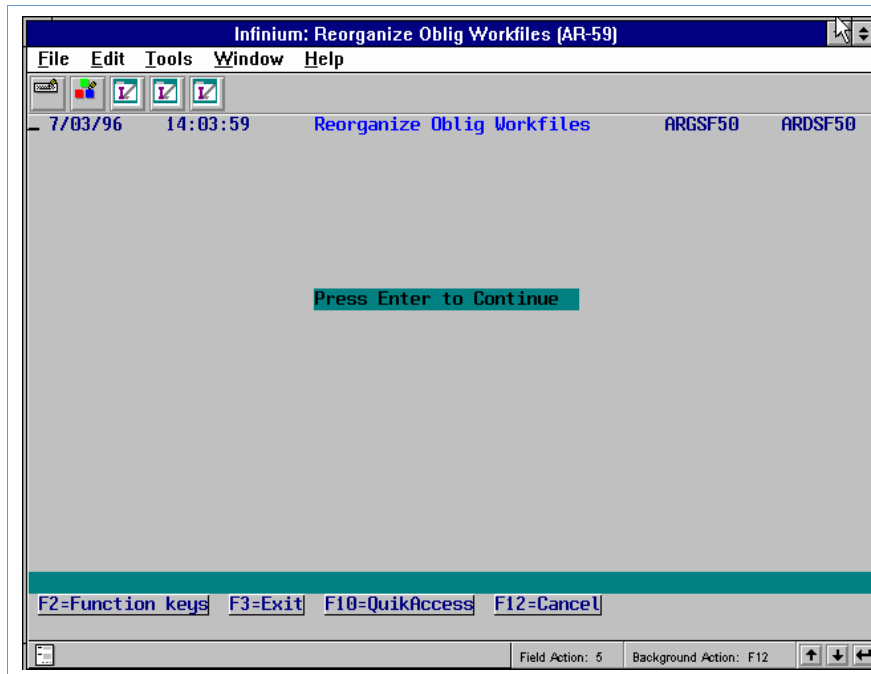 Infinium: Reorganize Oblig Workfiles (AR-59)
File Edit Tools Window Help
7/03/96 14:03:59 Reorganize Oblig Workfiles ARGSF50 ARDSF50
Press Enter to Continue
F2=Function keys F3=Exit F10=QuikAccess F12=Cancel
Field Action: 5 Background Action: F12